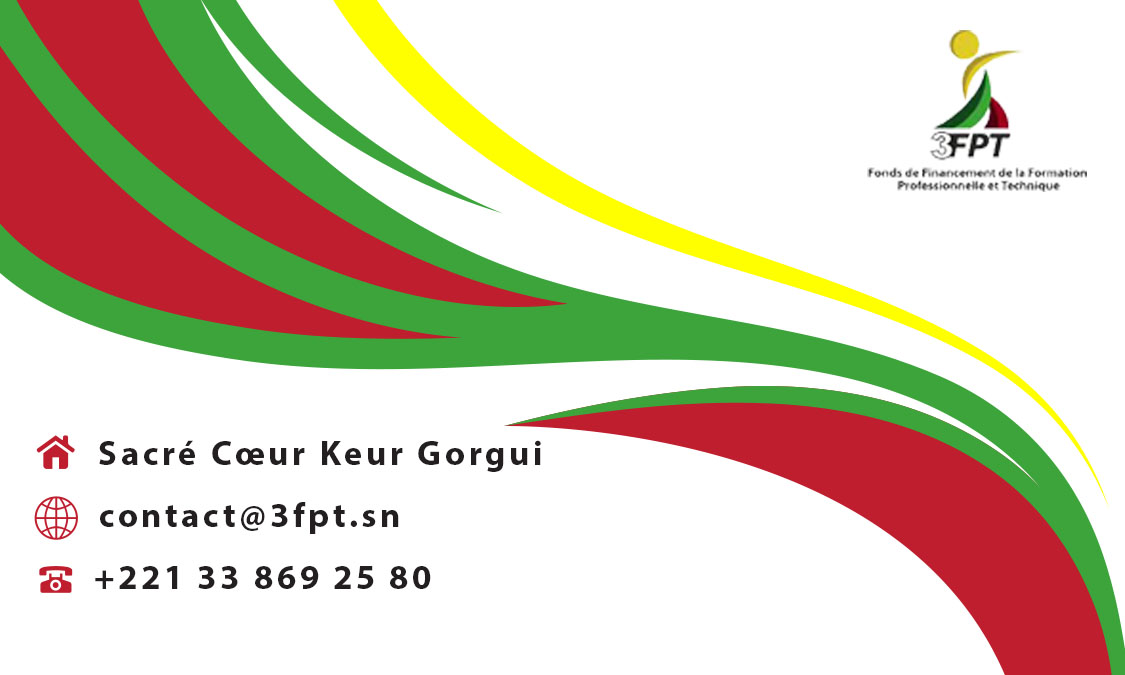 3FPT
Fonds de Financement de la Formation
Professionnelle et Technique
Sacré Cœur Keur Gorgui
contact@3fpt.sn
+221 33 869 25 80